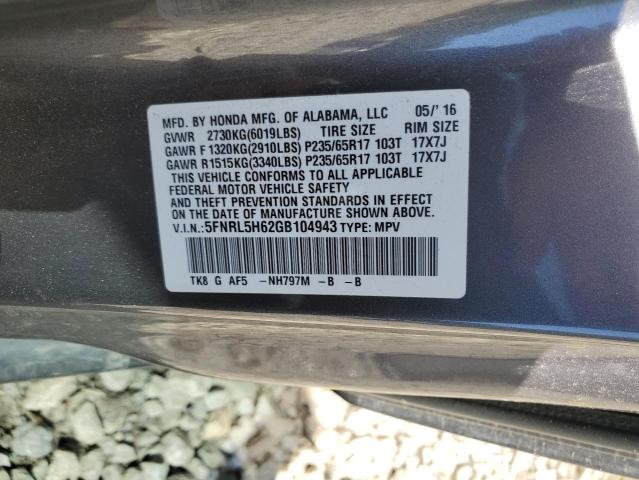 MFD. BY HONDA MFG. OF ALABAMA, LLC 05/'16
GVWR 2730KG(6019LBS) TIRE SIZE RIM SIZE
GAWR F 1320KG(2910LBS) P235/65R17 103T 17X7J
GAWR R1515KG(3340LBS) P235/65R17 103T 17X7J
THIS VEHICLE CONFORMS TO ALL APPLICABLE
FEDERAL MOTOR VEHICLE SAFETY
AND THEFT PREVENTION STANDARDS IN EFFECT
ON THE DATE OF MANUFACTURE SHOWN ABOVE.
V.I.N.:5FNRL5H62GB104943 TYPE: MPV
TK8 G AF5 -NH797M -B -B